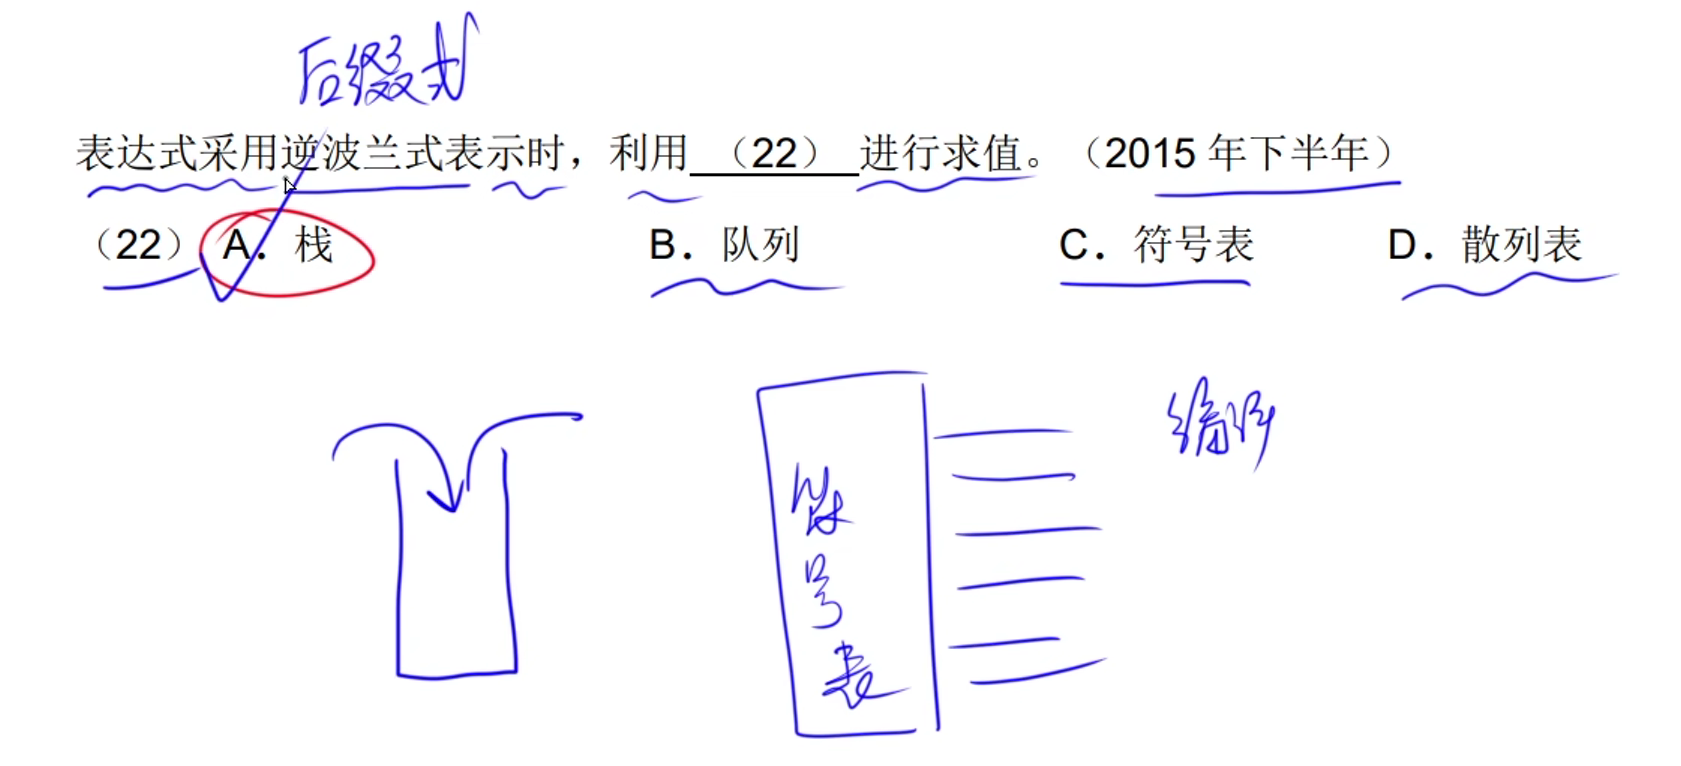 后缀式
表达式采用逆波兰式表示时，利用 （22） 进行求值。（2015 年下半年）
（22） A. 栈 B. 队列 C. 符号表 D. 散列表
编译
符号表